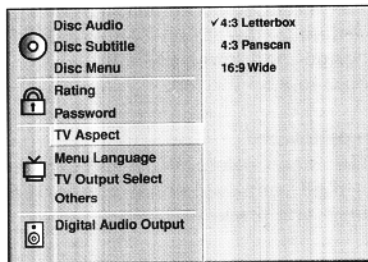 Disc Audio
Disc Subtitle
Disc Menu
Rating
Password
TV Aspect
Menu Language
TV Output Select
Others
Digital Audio Output
✓4:3 Letterbox
4:3 Panscan
16:9 Wide